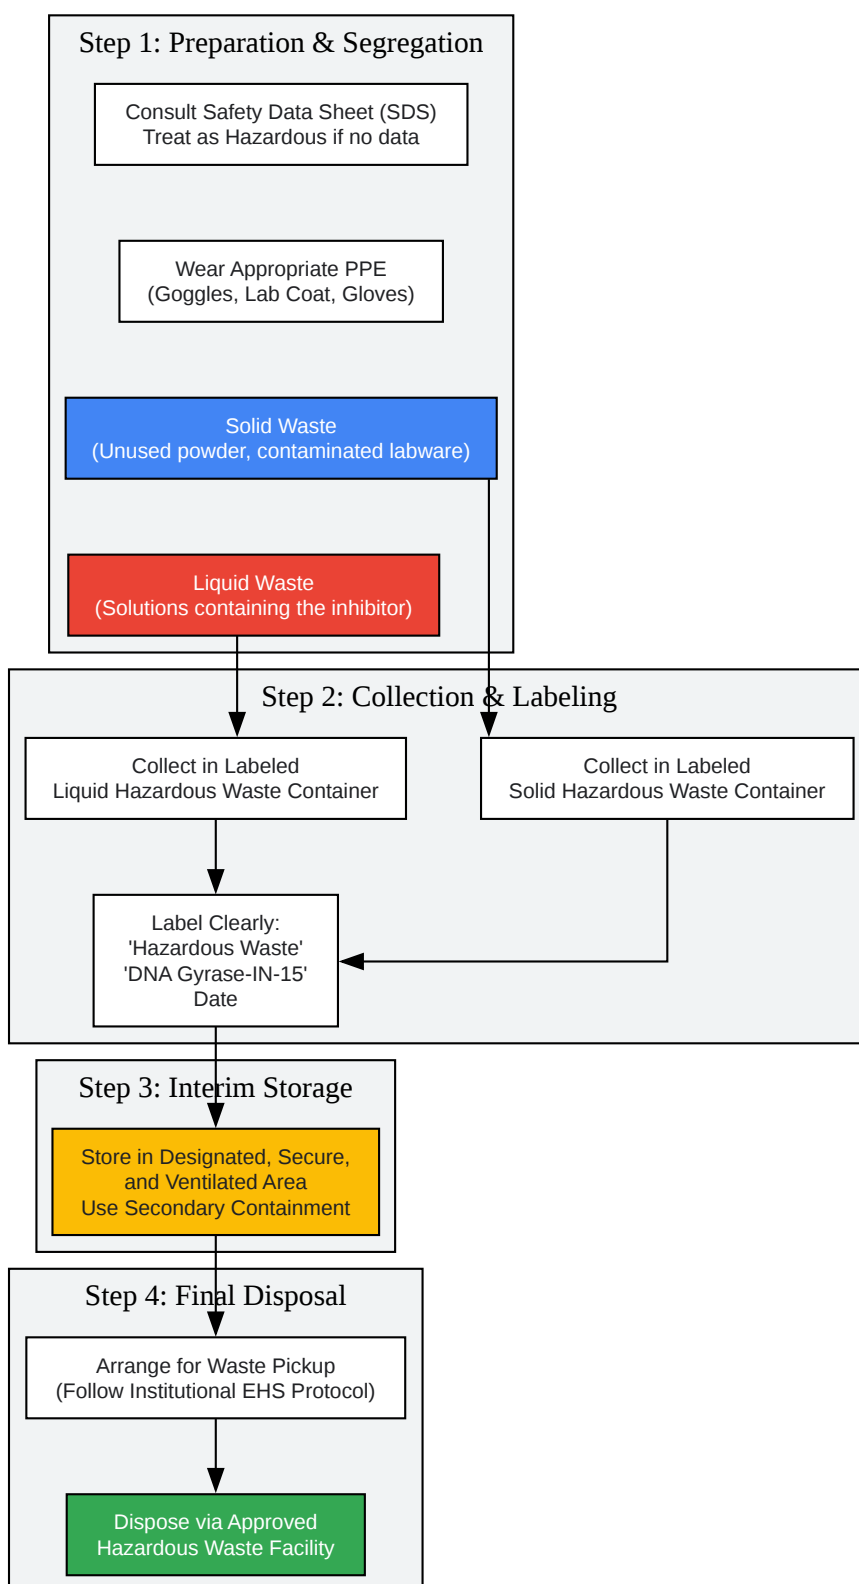 Step 1: Preparation & Segregation
Consult Safety Data Sheet (SDS)
Treat as Hazardous if no data
Wear Appropriate PPE
(Goggles, Lab Coat, Gloves)
Solid Waste
(Unused powder, contaminated labware)
Liquid Waste
(Solutions containing the inhibitor)
Step 2: Collection & Labeling
Collect in Labeled
Liquid Hazardous Waste Container
Collect in Labeled
Solid Hazardous Waste Container
Label Clearly:
'Hazardous Waste'
'DNA Gyrase-IN-15'
Date
Step 3: Interim Storage
Store in Designated, Secure,
and Ventilated Area
Use Secondary Containment
Step 4: Final Disposal
Arrange for Waste Pickup
(Follow Institutional EHS Protocol)
Dispose via Approved
Hazardous Waste Facility